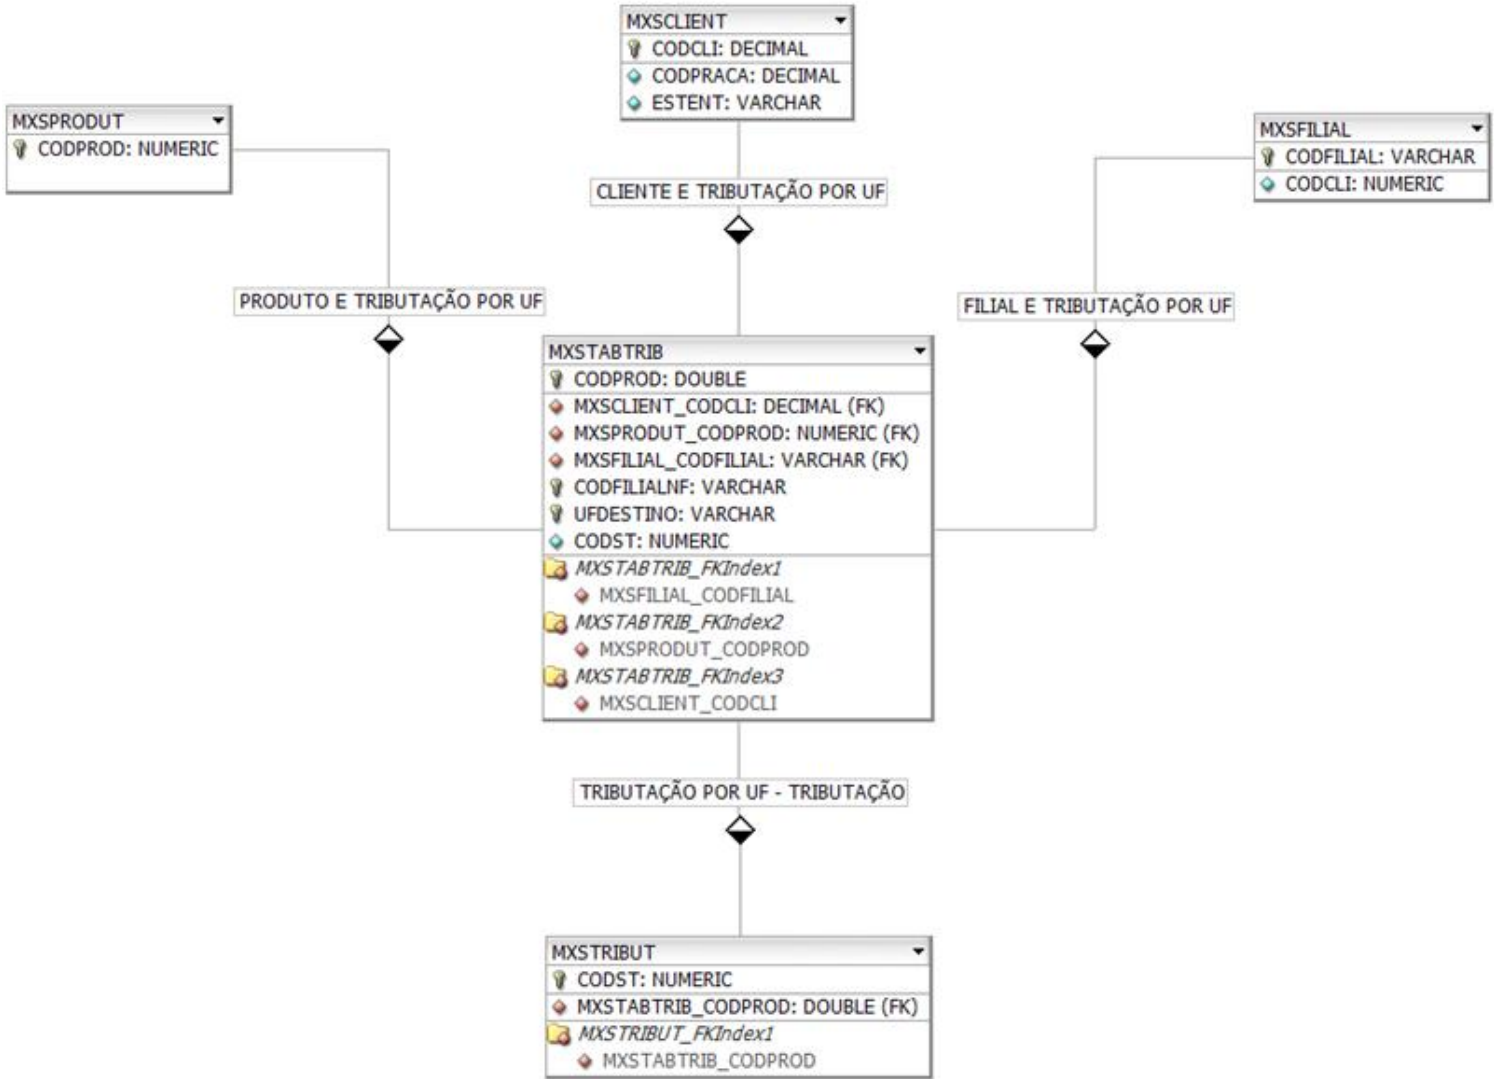 MXSCLIENT
CODCLI: DECIMAL
CODPRACA: DECIMAL
ESTENT: VARCHAR
MXSPRODUT
CODPROD: NUMERIC
MXSFILIAL
CODFILIAL: VARCHAR
CODCLI: NUMERIC
CLIENTE E TRIBUTAÇÃO POR UF
PRODUTO E TRIBUTAÇÃO POR UF
FILIAL E TRIBUTAÇÃO POR UF
MXSTABTRIB
CODPROD: DOUBLE
MXSCLIENT_CODCLI: DECIMAL (FK)
MXSPRODUT_CODPROD: NUMERIC (FK)
MXSFILIAL_CODFILIAL: VARCHAR (FK)
CODFILIALNF: VARCHAR
UFDESTINO: VARCHAR
CODST: NUMERIC
MXSTABTRIB_FKIndex1
MXSFILIAL_CODFILIAL
MXSTABTRIB_FKIndex2
MXSPRODUT_CODPROD
MXSTABTRIB_FKIndex3
MXSCLIENT_CODCLI
TRIBUTAÇÃO POR UF - TRIBUTAÇÃO
MXSTRIBUT
CODST: NUMERIC
MXSTABTRIB_CODPROD: DOUBLE (FK)
MXSTRIBUT_FKIndex1
MXSTABTRIB_CODPROD